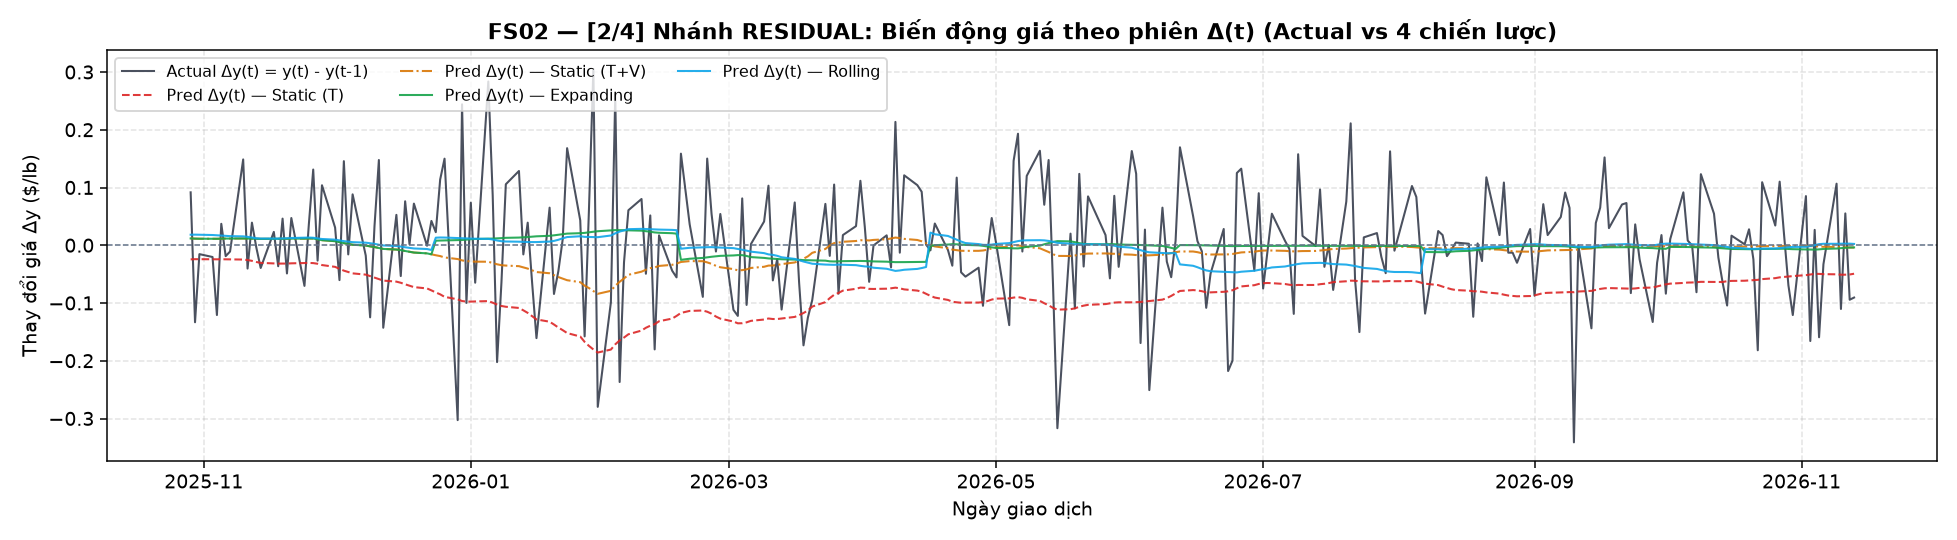 FS02 — [2/4] Nhánh RESIDUAL: Biến động giá theo phiên Δ(t) (Actual vs 4 chiến lược)
Actual Δy(t) = y(t) - y(t-1)
Pred Δy(t) — Static (T)
Pred Δy(t) — Static (T+V)
Pred Δy(t) — Expanding
Pred Δy(t) — Rolling
Thay đổi giá Δy ($/lb)
0.3
0.2
0.1
0.0
−0.1
−0.2
−0.3
2025-11
2026-01
2026-03
2026-05
2026-07
2026-09
2026-11
Ngày giao dịch